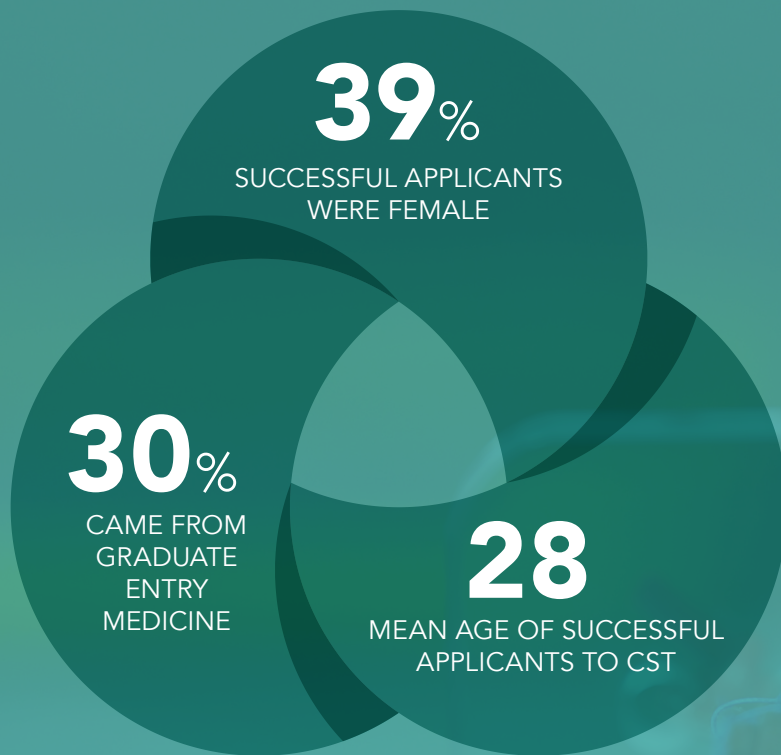 39%
SUCCESSFUL APPLICANTS
WERE FEMALE
30%
CAME FROM
GRADUATE
ENTRY
MEDICINE
28
MEAN AGE OF SUCCESSFUL
APPLICANTS TO CST